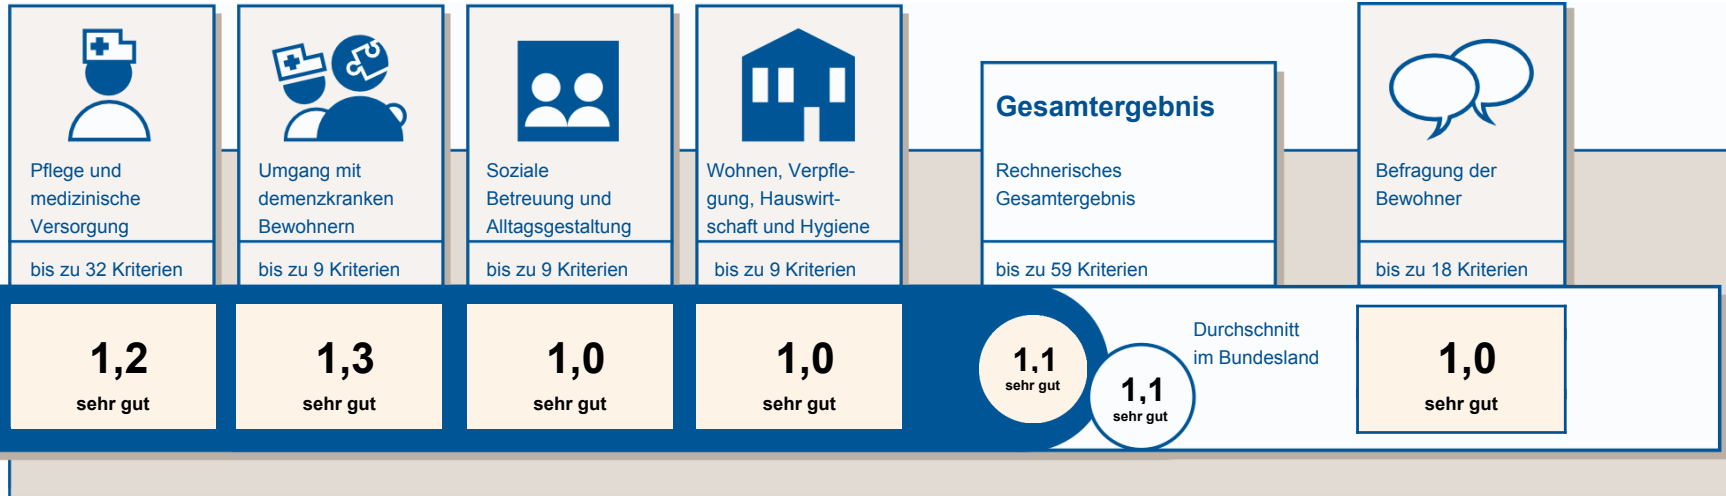 Pflege und
medizinische
Versorgung
bis zu 32 Kriterien
1,2
sehr gut
Umgang mit
demenzkranken
Bewohnern
bis zu 9 Kriterien
1,3
sehr gut
Soziale
Betreuung und
Alltagsgestaltung
bis zu 9 Kriterien
1,0
sehr gut
Wohnen, Verpfle-
gung, Hauswirt-
schaft und Hygiene
bis zu 9 Kriterien
1,0
sehr gut
Gesamtergebnis
Rechnerisches
Gesamtergebnis
bis zu 59 Kriterien
1,1
sehr gut
1,1
sehr gut
Durchschnitt
im Bundesland
Befragung der
Bewohner
bis zu 18 Kriterien
1,0
sehr gut